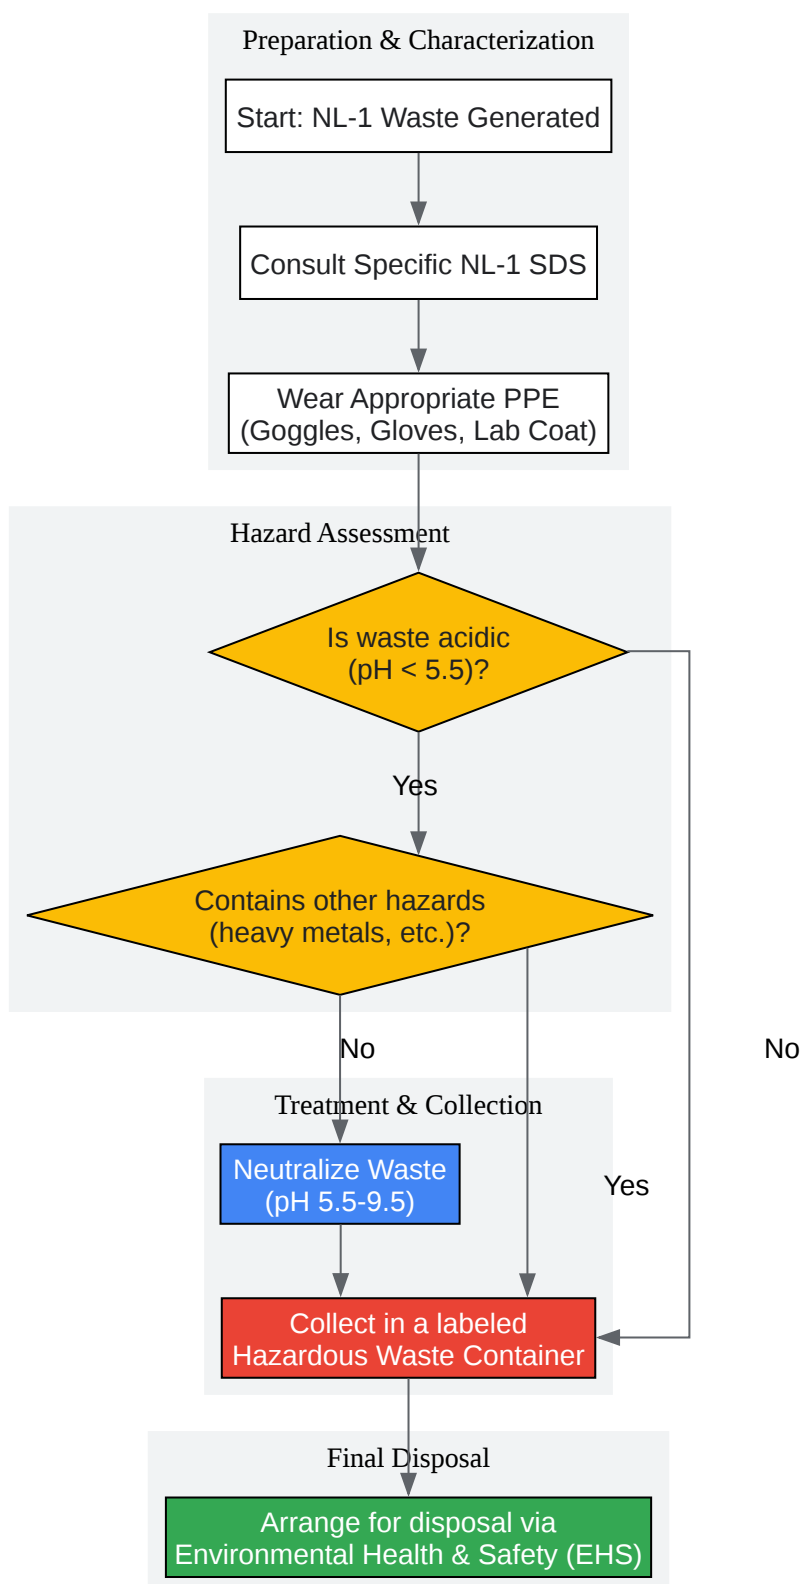 Preparation & Characterization
Start: NL-1 Waste Generated
Consult Specific NL-1 SDS
Wear Appropriate PPE
(Goggles, Gloves, Lab Coat)
Hazard Assessment
Is waste acidic
(pH < 5.5)?
Yes
Contains other hazards
(heavy metals, etc.)?
No
No
Treatment & Collection
Neutralize Waste
(pH 5.5-9.5)
Yes
Collect in a labeled
Hazardous Waste Container
Final Disposal
Arrange for disposal via
Environmental Health & Safety (EHS)